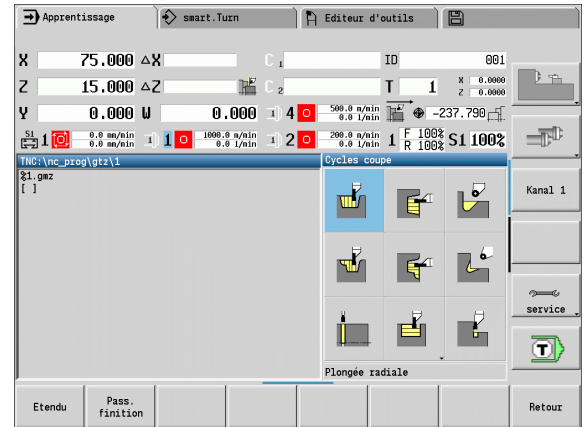 Apprentissage smart.Turn Editeur d'outils
X 75.000 ΔX C 1 ID 001
Z 15.000 ΔZ C 2 T 1 X 0.0000 Z 0.0000
Y 0.000 W 0.000 4 500.0 m/min 0.0 1/min -237.790
S1 1 0.0 mm/min 0.0 mm/min 1 1000.0 m/min 0.0 1/min 2 200.0 m/min 0.0 1/min 1 F 100% R 100% S1 100%
TNC:\nc_prog\gtz\1 Cycles coupe
%1.gmz
[ ]
Kanal 1
service
T
Plongée radiale
Etendu Pass. finition Retour